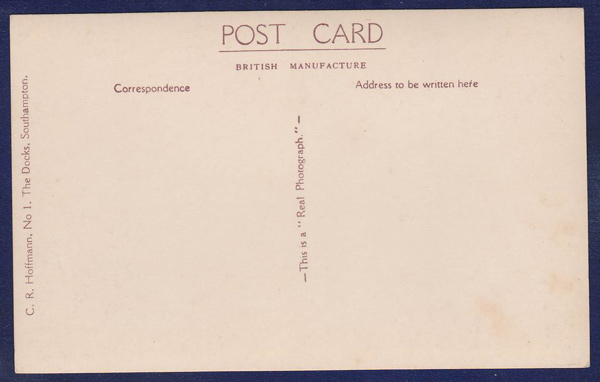 POST CARD
BRITISH MANUFACTURE
Correspondence
Address to be written here
—This is a "Real Photograph."—
C. R. Hoffmann, No 1, The Docks, Southampton.